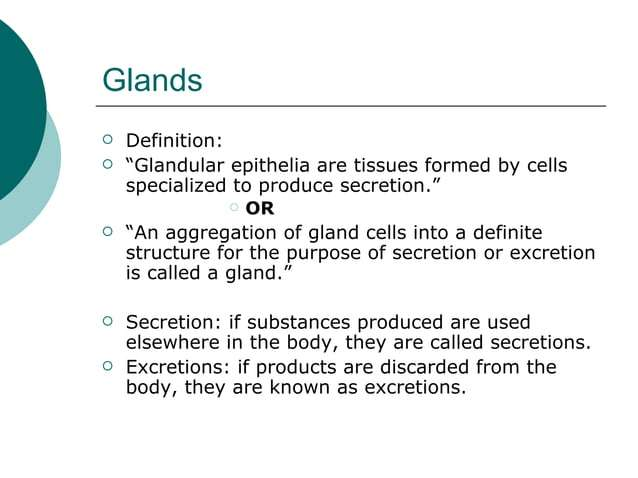 Glands
Definition:
“Glandular epithelia are tissues formed by cells
specialized to produce secretion.”
OR
“An aggregation of gland cells into a definite
structure for the purpose of secretion or excretion
is called a gland.”
Secretion: if substances produced are used
elsewhere in the body, they are called secretions.
Excretions: if products are discarded from the
body, they are known as excretions.